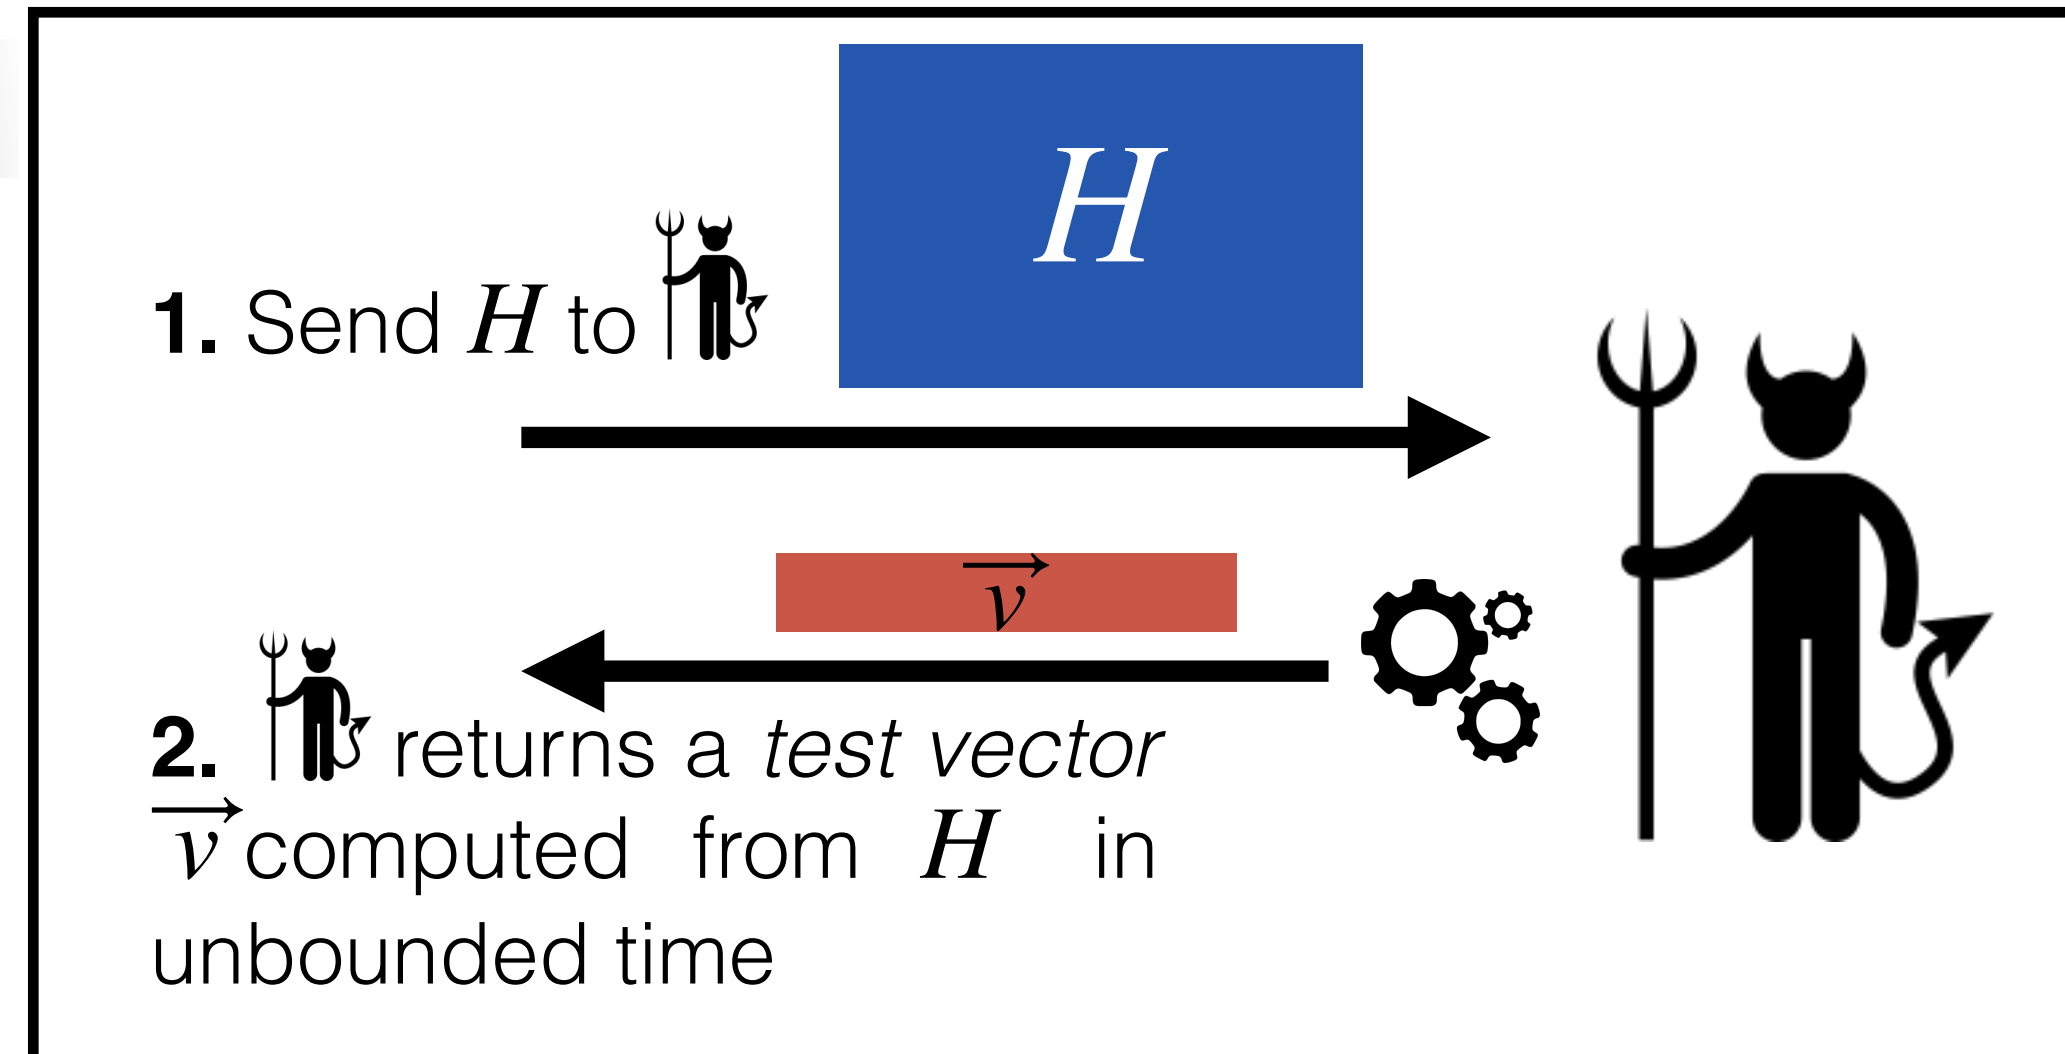 H
1. Send H to
v⃗
2. returns a test vector
v⃗ computed from H in
unbounded time